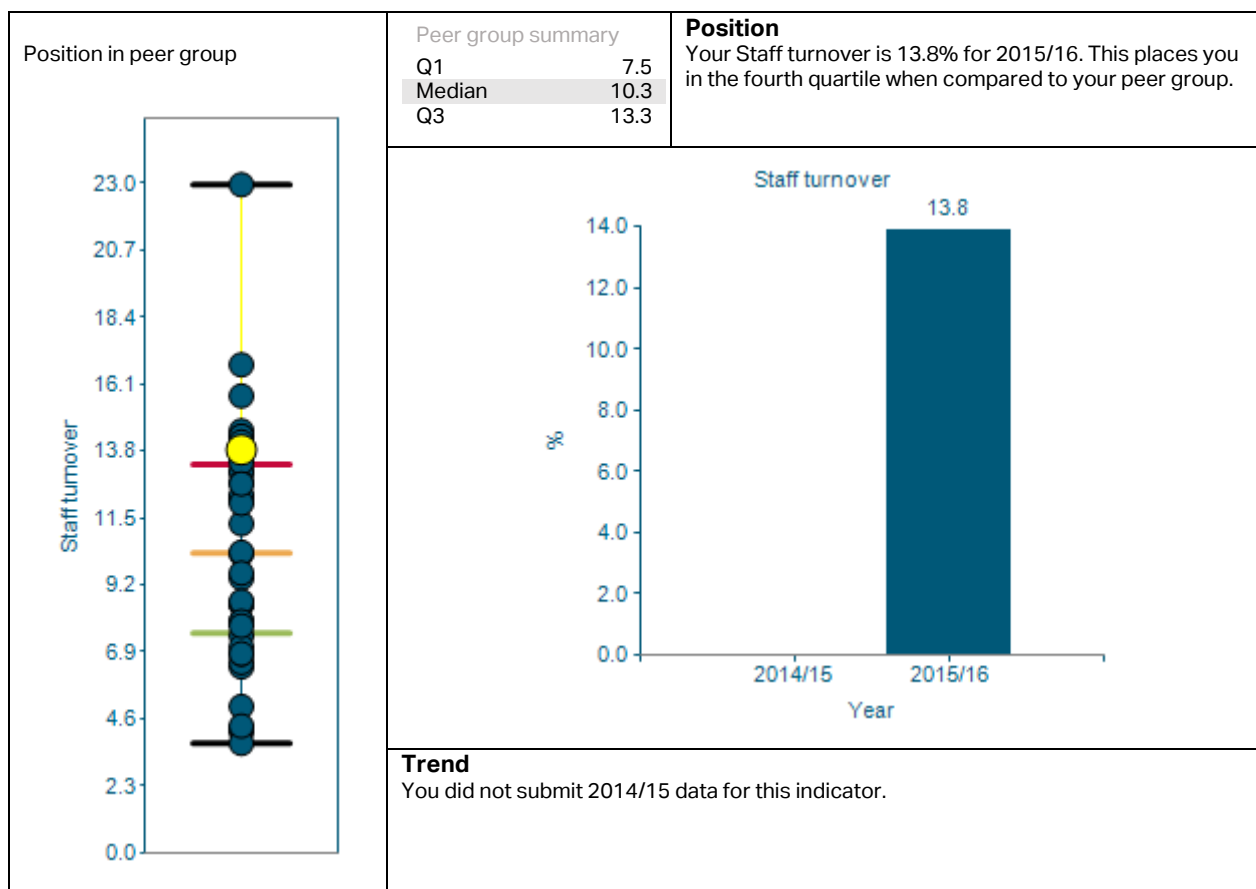 Position in peer group
23.0
20.7
18.4
16.1
13.8
11.5
9.2
6.9
4.6
2.3
0.0
Staff turnover
Peer group summary
Q1 7.5
Median 10.3
Q3 13.3
Position
Your Staff turnover is 13.8% for 2015/16. This places you
in the fourth quartile when compared to your peer group.
Staff turnover
13.8
14.0
12.0
10.0
8.0
6.0
4.0
2.0
0.0
%
2014/15 2015/16
Year
Trend
You did not submit 2014/15 data for this indicator.